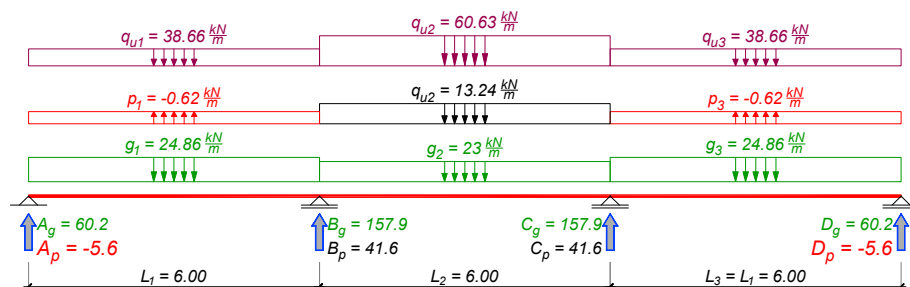 q_u1 = 38.66 kN/m
q_u2 = 60.63 kN/m
q_u3 = 38.66 kN/m
p_1 = -0.62 kN/m
q_u2 = 13.24 kN/m
p_3 = -0.62 kN/m
g_1 = 24.86 kN/m
g_2 = 23 kN/m
g_3 = 24.86 kN/m
A_g = 60.2
B_g = 157.9
C_g = 157.9
D_g = 60.2
A_p = -5.6
B_p = 41.6
C_p = 41.6
D_p = -5.6
L_1 = 6.00
L_2 = 6.00
L_3 = L_1 = 6.00